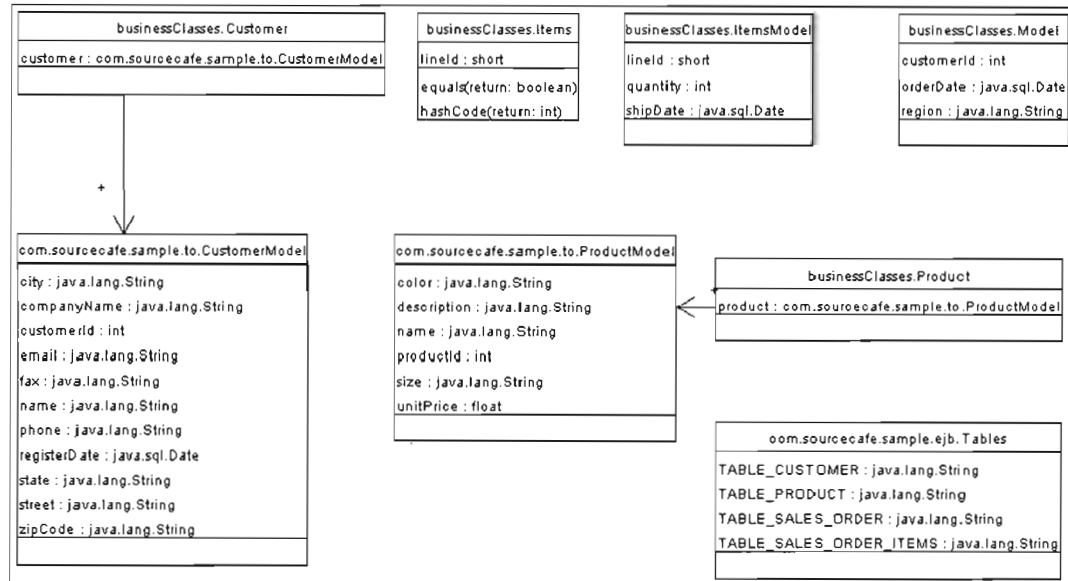 businessClasses.Customer
customer : com.sourcecafe.sample.to.CustomerModel
businessClasses.Items
lineId : short
equals(return: boolean)
hashCode(return: int)
businessClasses.ItemsModel
lineId : short
quantity : int
shipDate : java.sql.Date
businessClasses.Model
customerId : int
orderDate : java.sql.Date
region : java.lang.String
+
com.sourcecafe.sample.to.CustomerModel
city : java.lang.String
companyName : java.lang.String
customerId : int
email : java.lang.String
fax : java.lang.String
name : java.lang.String
phone : java.lang.String
registerDate : java.sql.Date
state : java.lang.String
street : java.lang.String
zipCode : java.lang.String
com.sourcecafe.sample.to.ProductModel
color : java.lang.String
description : java.lang.String
name : java.lang.String
productId : int
size : java.lang.String
unitPrice : float
businessClasses.Product
+
product : com.sourcecafe.sample.to.ProductModel
oom.sourcecafe.sample.ejb.Tables
TABLE_CUSTOMER : java.lang.String
TABLE_PRODUCT : java.lang.String
TABLE_SALES_ORDER : java.lang.String
TABLE_SALES_ORDER_ITEMS : java.lang.String